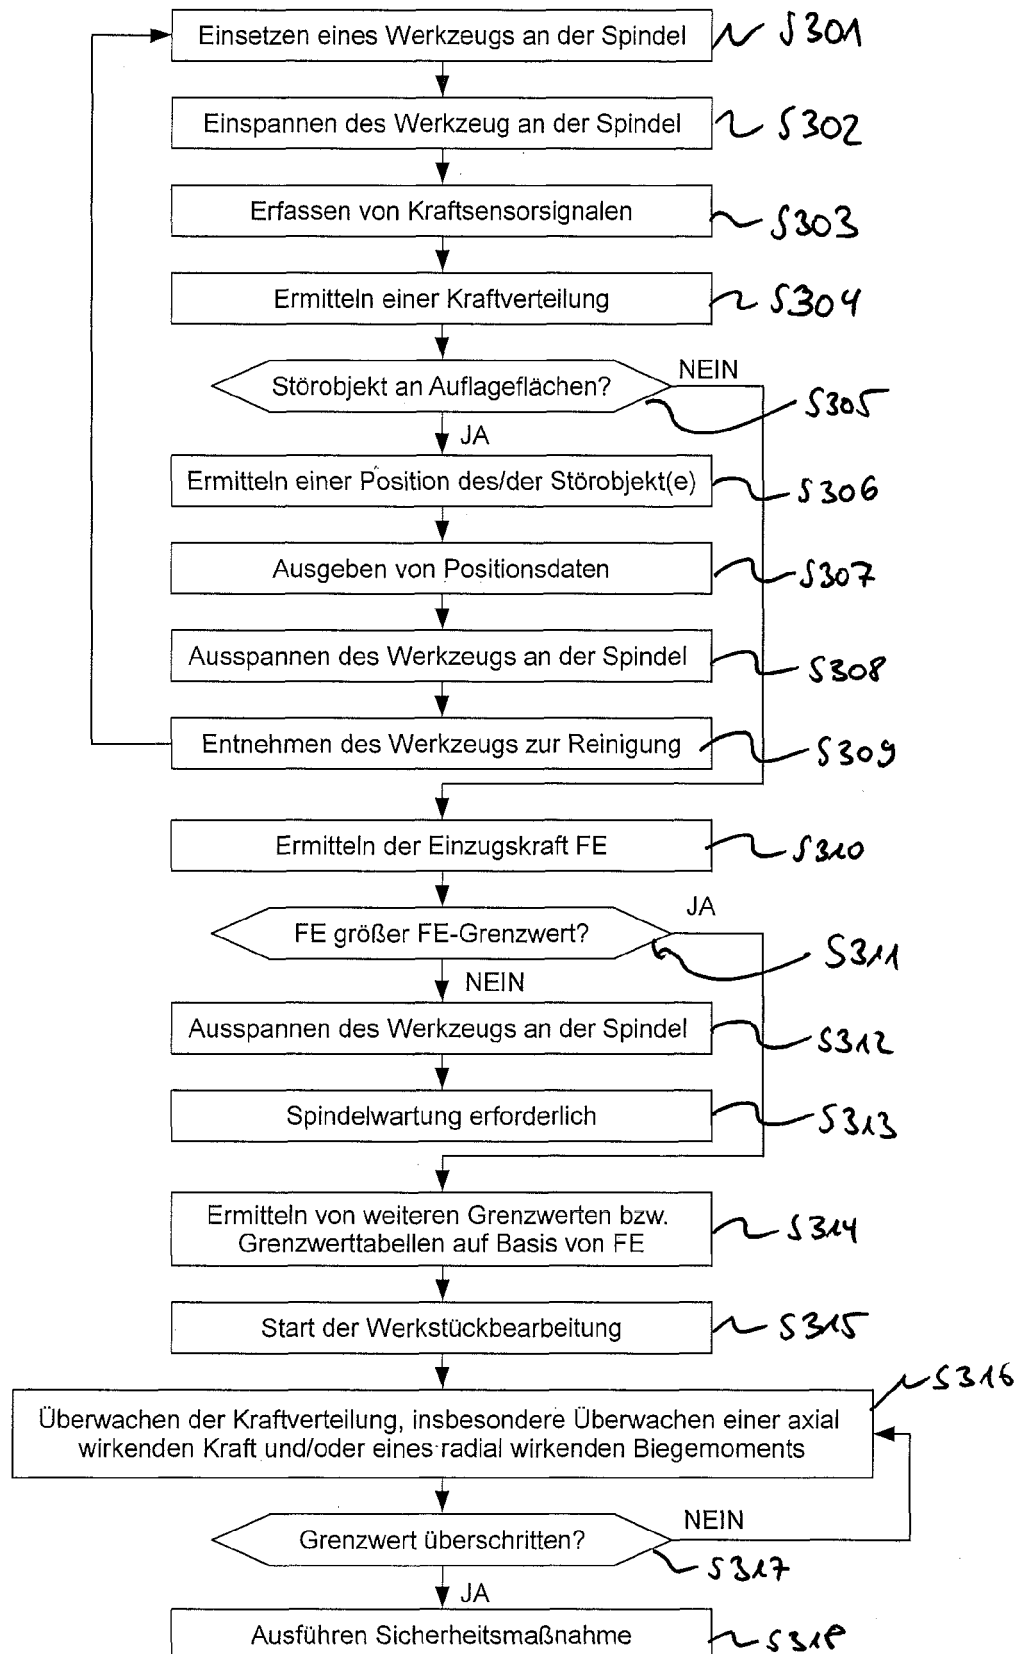 Einsetzen eines Werkzeugs an der Spindel S301
Einspannen des Werkzeug an der Spindel S302
Erfassen von Kraftsensorsignalen S303
Ermitteln einer Kraftverteilung S304
Störobjekt an Auflageflächen? NEIN
S305
JA
Ermitteln einer Position des/der Störobjekt(e) S306
Ausgeben von Positionsdaten S307
Ausspannen des Werkzeugs an der Spindel S308
Entnehmen des Werkzeugs zur Reinigung S309
Ermitteln der Einzugskraft FE S310
FE größer FE-Grenzwert? JA
S311
NEIN
Ausspannen des Werkzeugs an der Spindel S312
Spindelwartung erforderlich S313
Ermitteln von weiteren Grenzwerten bzw.
Grenzwerttabellen auf Basis von FE S314
Start der Werkstückbearbeitung S315
S316
Überwachen der Kraftverteilung, insbesondere Überwachen einer axial
wirkenden Kraft und/oder eines radial wirkenden Biegemoments
Grenzwert überschritten? NEIN
S317
JA
Ausführen Sicherheitsmaßnahme S318